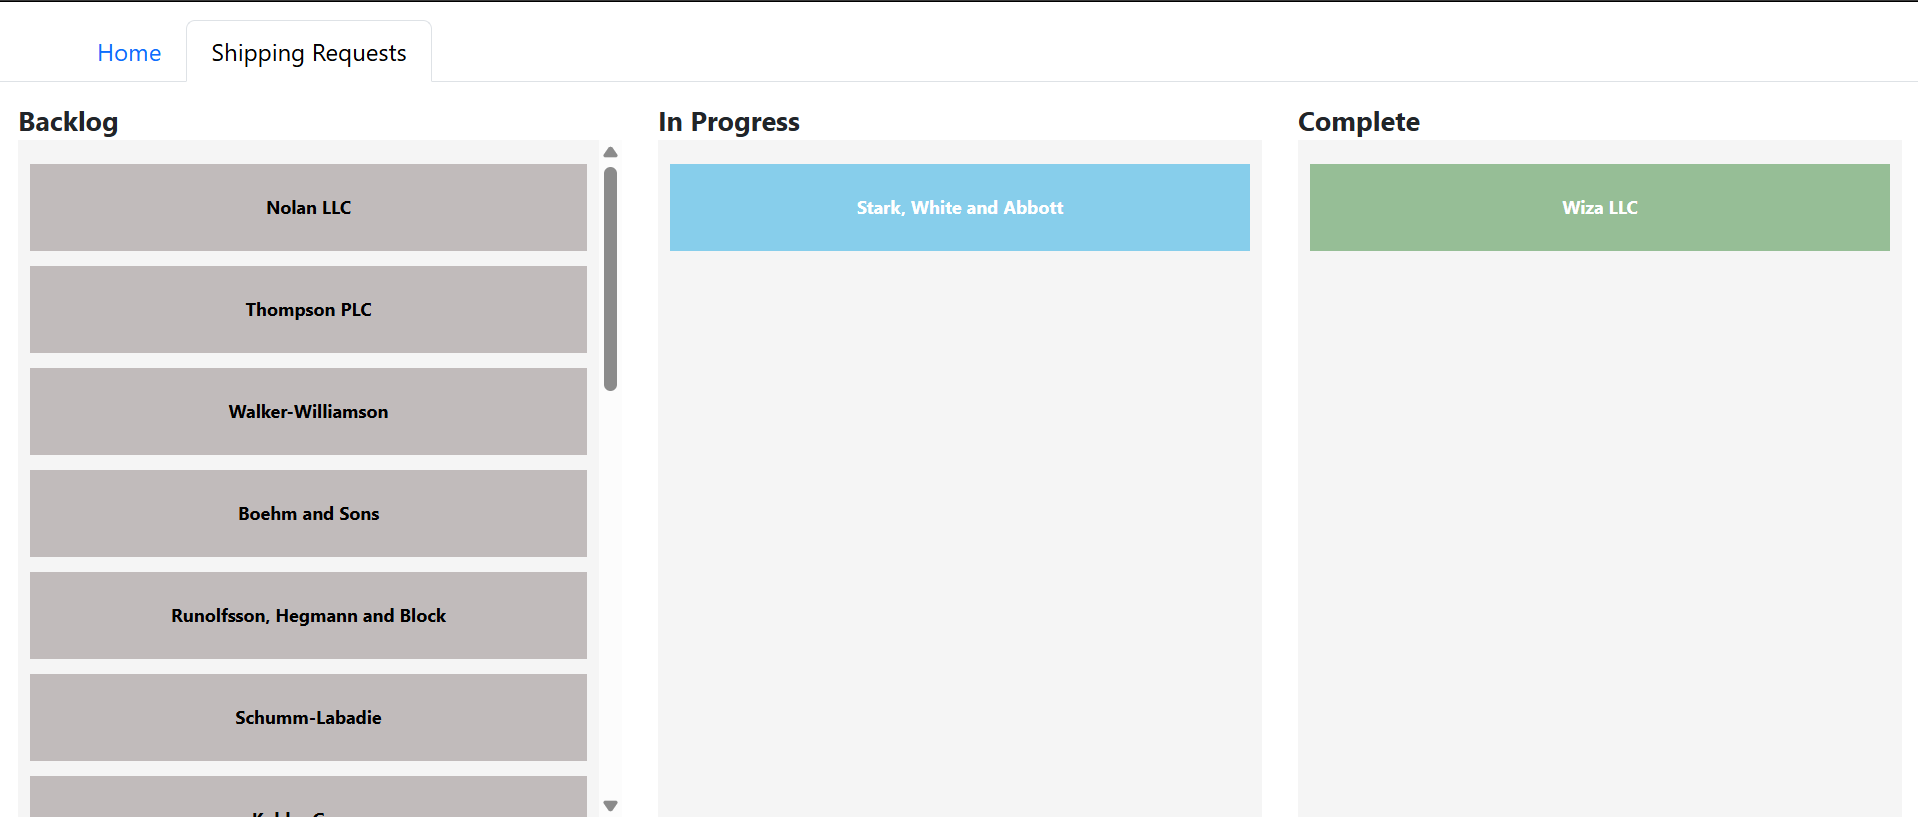 Home
Shipping Requests
Backlog
In Progress
Complete
Nolan LLC
Stark, White and Abbott
Wiza LLC
Thompson PLC
Walker-Williamson
Boehm and Sons
Runolfsson, Hegmann and Block
Schumm-Labadie